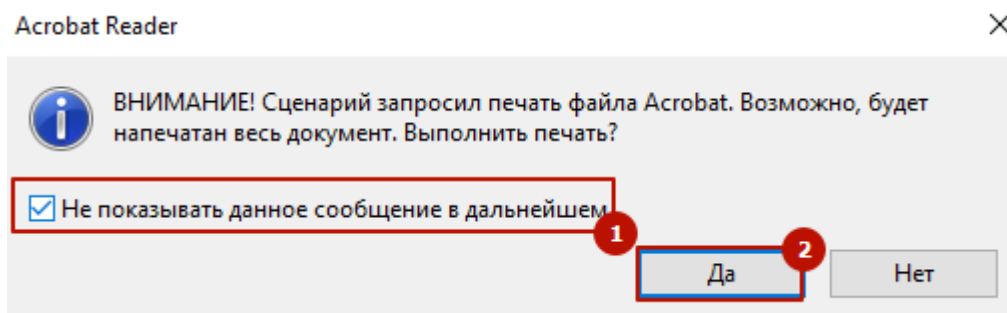 Acrobat Reader
ВНИМАНИЕ! Сценарий запросил печать файла Acrobat. Возможно, будет
напечатан весь документ. Выполнить печать?
Не показывать данное сообщение в дальнейшем
1
2
Да
Нет